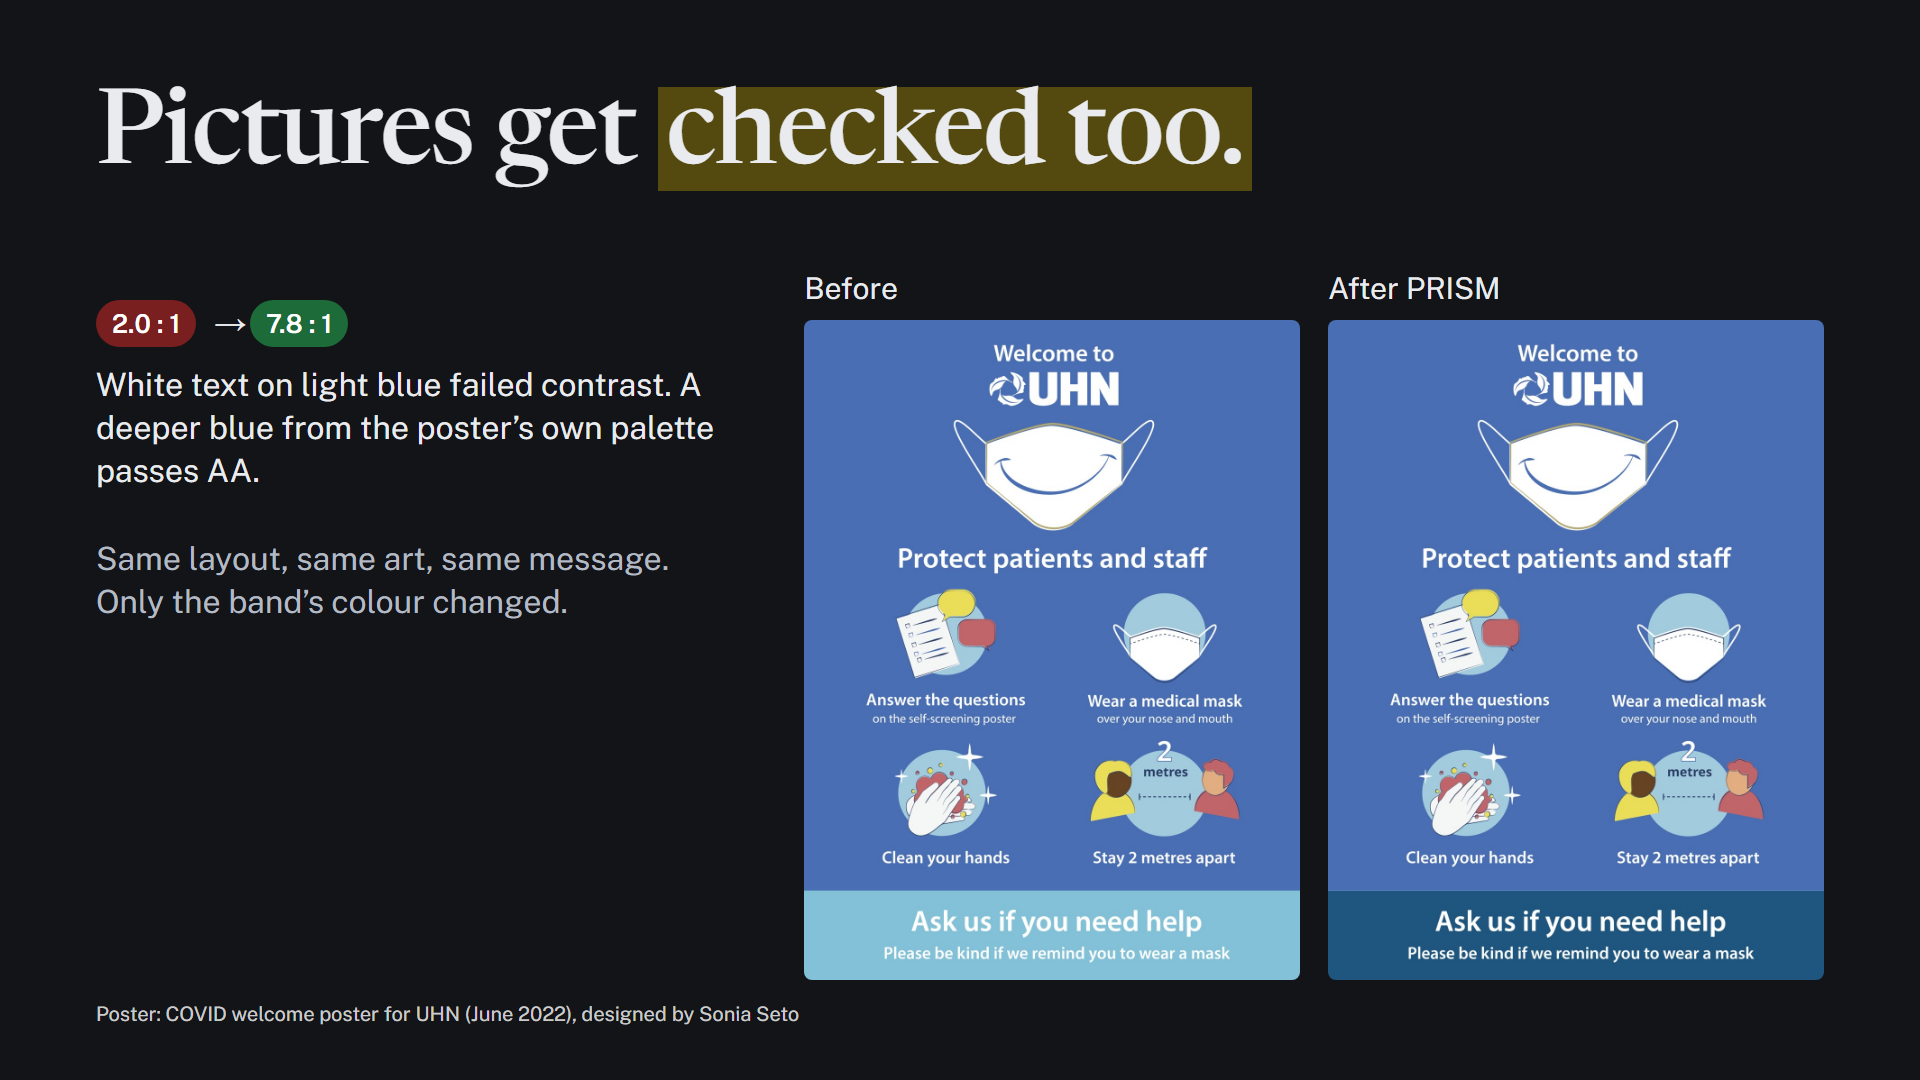 Pictures get checked too.
2.0 : 1 → 7.8 : 1
White text on light blue failed contrast. A
deeper blue from the poster’s own palette
passes AA.
Same layout, same art, same message.
Only the band’s colour changed.
Before
Welcome to
UHN
Protect patients and staff
Answer the questions
on the self-screening poster
Wear a medical mask
over your nose and mouth
2
metres
Clean your hands
Stay 2 metres apart
Ask us if you need help
Please be kind if we remind you to wear a mask
After PRISM
Welcome to
UHN
Protect patients and staff
Answer the questions
on the self-screening poster
Wear a medical mask
over your nose and mouth
2
metres
Clean your hands
Stay 2 metres apart
Ask us if you need help
Please be kind if we remind you to wear a mask
Poster: COVID welcome poster for UHN (June 2022), designed by Sonia Seto